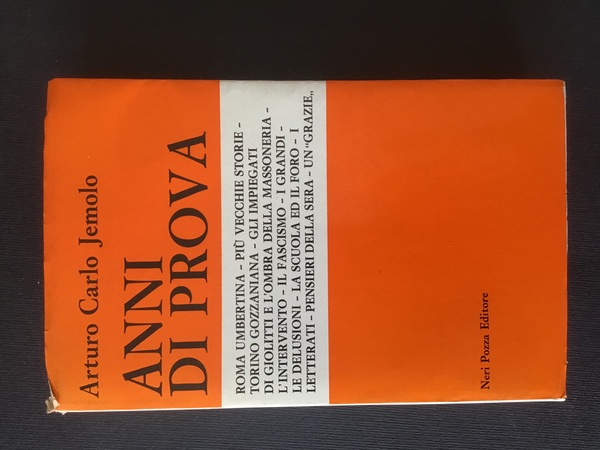 Arturo Carlo Jemolo
ANNI
DI PROVA
ROMA UMBERTINA - PIÙ VECCHIE STORIE -
TORINO GOZZANIANA - GLI IMPIEGATI
DI GIOLITTI E L'OMBRA DELLA MASSONERIA -
L'INTERVENTO - IL FASCISMO - I GRANDI -
LE DELUSIONI - LA SCUOLA ED IL FORO - I
LETTERATI - PENSIERI DELLA SERA - UN "GRAZIE„
Neri Pozza Editore